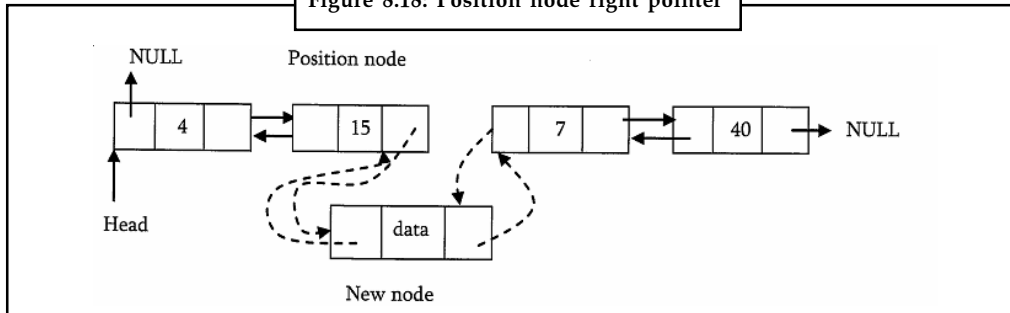 Figure 8.18: Position node right pointer
NULL
Position node
4
15
7
40
NULL
Head
data
New node